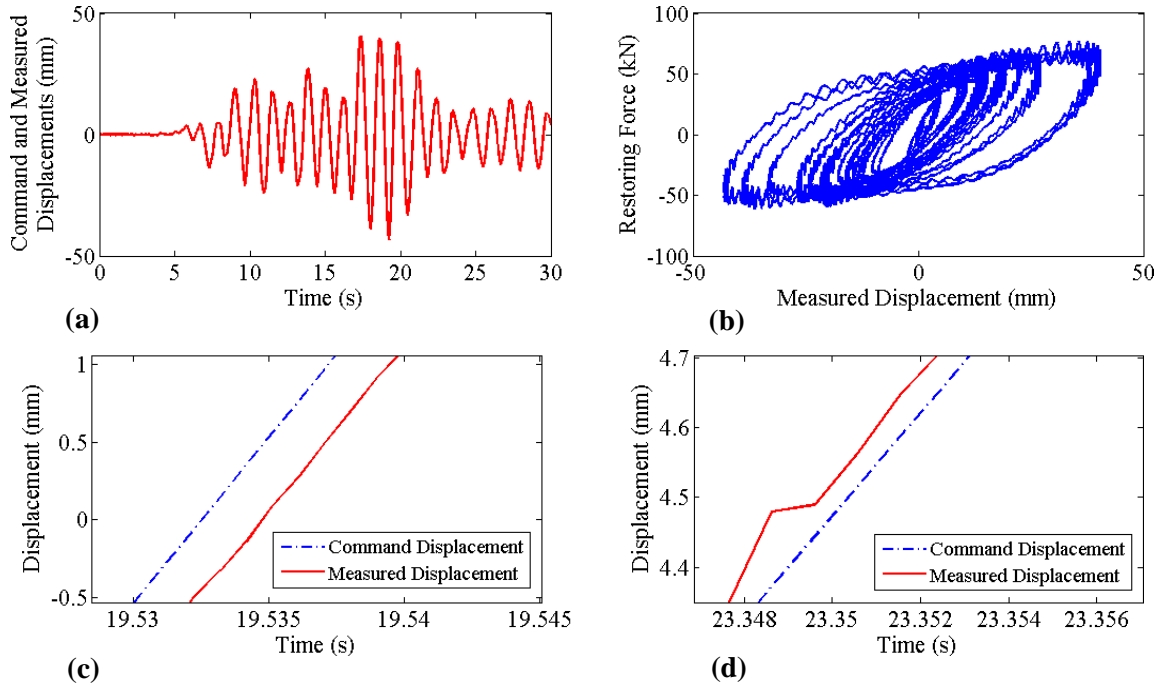 Command and Measured
Displacements (mm)
50
0
-50
0 5 10 15 20 25 30
Time (s)
(a)
Restoring Force (kN)
100
50
0
-50
-100
-50 0 50
Measured Displacement (mm)
(b)
Displacement (mm)
1
0.5
0
-0.5
19.53 19.535 19.54 19.545
Time (s)
Command Displacement
Measured Displacement
(c)
Displacement (mm)
4.7
4.6
4.5
4.4
23.348 23.35 23.352 23.354 23.356
Time (s)
Command Displacement
Measured Displacement
(d)